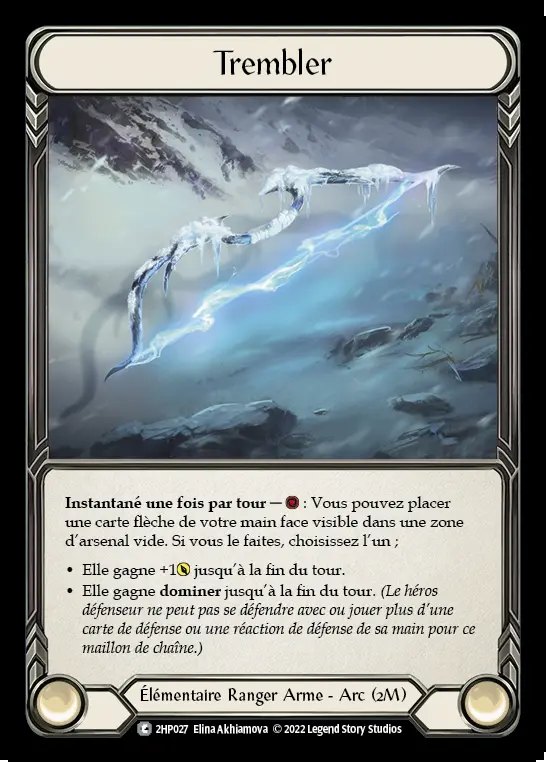 Trembler
Instantané une fois par tour — : Vous pouvez placer
une carte flèche de votre main face visible dans une zone
d'arsenal vide. Si vous le faites, choisissez l'un ;
• Elle gagne +1 jusqu'à la fin du tour.
• Elle gagne dominer jusqu'à la fin du tour. (Le héros
défenseur ne peut pas se défendre avec ou jouer plus d'une
carte de défense ou une réaction de défense de sa main pour ce
maillon de chaîne.)
Élémentaire Ranger Arme - Arc (2M)
C 2HP027 Elina Akhiamova © 2022 Legend Story Studios